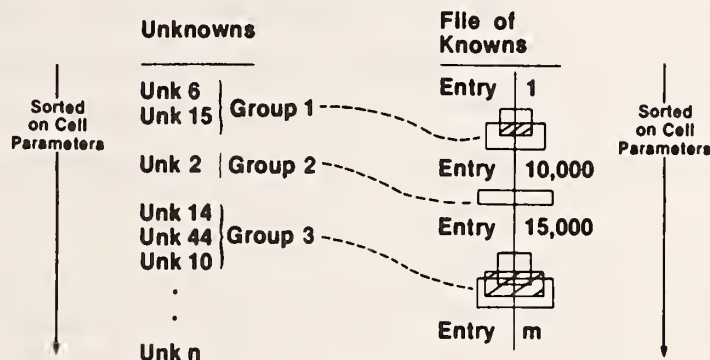 Unknowns
File of
Knowns
Sorted
on Cell
Parameters
Unk 6
Unk 15
Group 1
Unk 2
Group 2
Unk 14
Unk 44
Unk 10
Group 3
.
.
Unk n
Entry 1
Entry 10,000
Entry 15,000
Entry m
Sorted
on Cell
Parameters